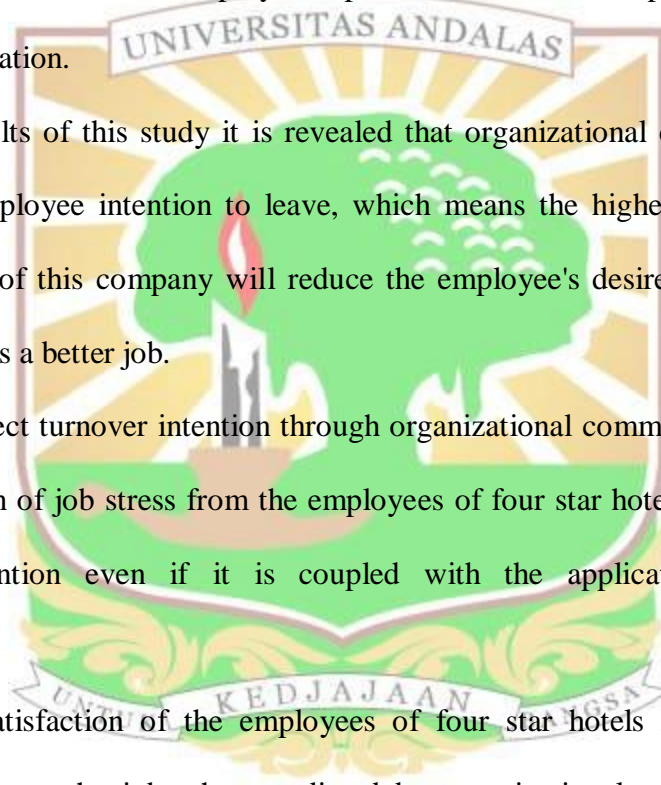 UNIVERSITAS ANDALAS
ation.
lts of this study it is revealed that organizational
ployee intention to leave, which means the highe
of this company will reduce the employee's desire
s a better job.
ect turnover intention through organizational comm
n of job stress from the employees of four star hote
ntion even if it is coupled with the applica
UNTU KEDJAJAAN ANGSA
atisfaction of the employees of four star hotels